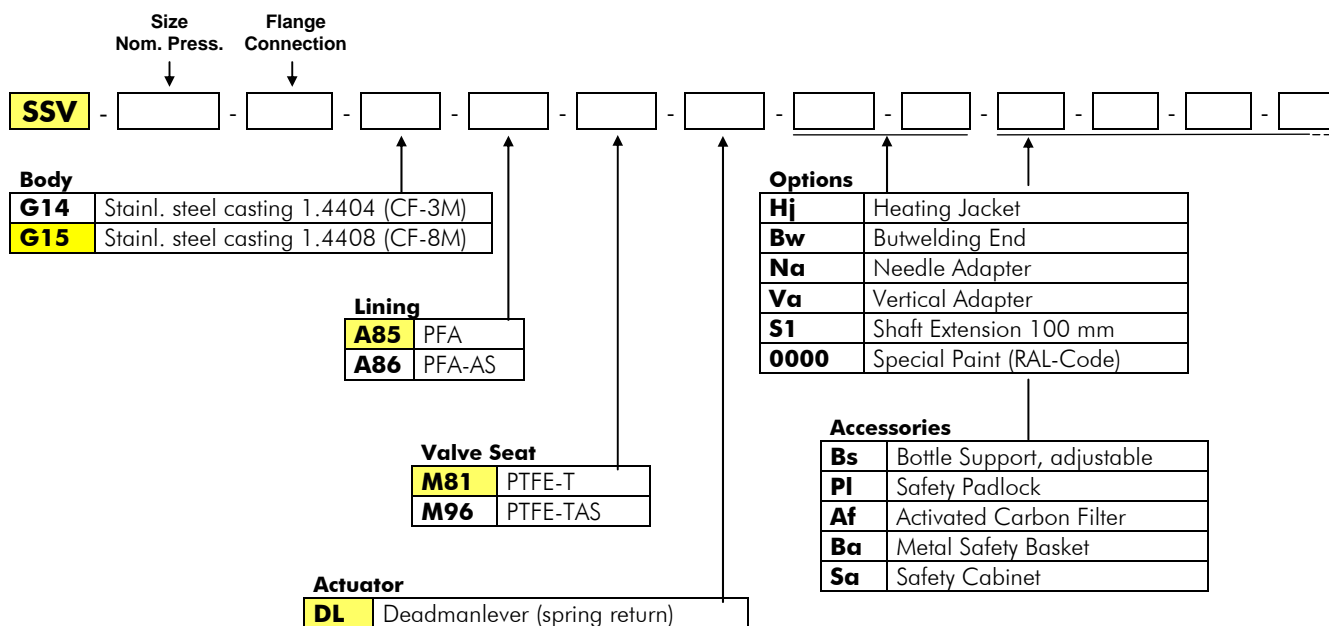 Size Flange
Nom. Press. Connection
SSV - - - - - - - - - - -
Body
G14 Stainl. steel casting 1.4404 (CF-3M)
G15 Stainl. steel casting 1.4408 (CF-8M)
Lining
A85 PFA
A86 PFA-AS
Valve Seat
M81 PTFE-T
M96 PTFE-TAS
Actuator
DL Deadmanlever (spring return)
Options
Hj Heating Jacket
Bw Butwelding End
Na Needle Adapter
Va Vertical Adapter
S1 Shaft Extension 100 mm
0000 Special Paint (RAL-Code)
Accessories
Bs Bottle Support, adjustable
Pl Safety Padlock
Af Activated Carbon Filter
Ba Metal Safety Basket
Sa Safety Cabinet